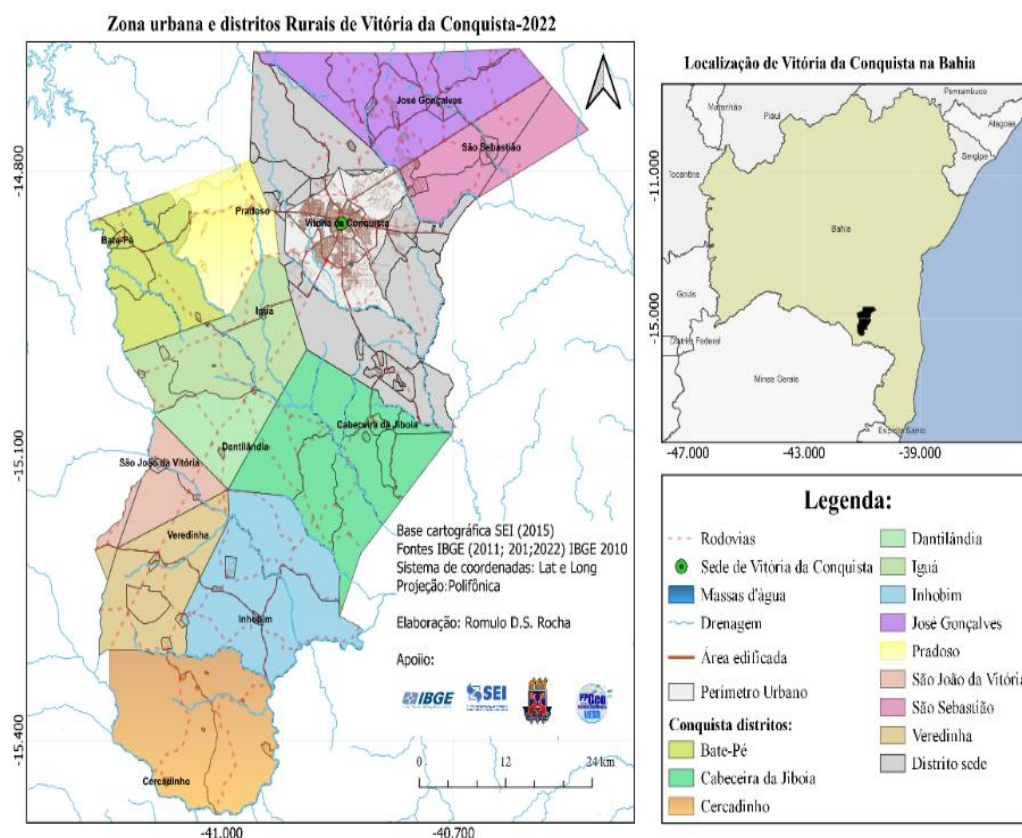 Zona urbana e distritos Rurais de Vitória da Conquista-2022
José Gonçalves
São Sebastião
-14.800
Pradoso
Vitória da Conquista
Bate-Pé
Iguá
Cabeceira da Jiboia
Dantilândia
-15.100
São João da Vitória
Veredinha
Inhobim
Base cartográfica SEI (2015)
Fontes IBGE (2011; 201;2022) IBGE 2010
Sistema de coordenadas: Lat e Long
Projeção:Polifônica
Elaboração: Romulo D.S. Rocha
Apoiio:
IBGE
SEI
PPGeo
UESB
-15.400
Cercadinho
0
12
24 km
-41.000
-40.700
Localização de Vitória da Conquista na Bahia
Maranhão
Piauí
Pernambuco
Alagoas
Sergipe
Tocantins
-11.000
Bahia
Goiás
-15.000
Distrito Federal
Minas Gerais
Espírito Santo
-47.000
-43.000
-39.000
Legenda:
Rodovias
Sede de Vitória da Conquista
Massas d'água
Drenagem
Área edificada
Perímetro Urbano
Conquista distritos:
Bate-Pé
Cabeceira da Jiboia
Cercadinho
Dantilândia
Iguá
Inhobim
José Gonçalves
Pradoso
São João da Vitória
São Sebastião
Veredinha
Distrito sede